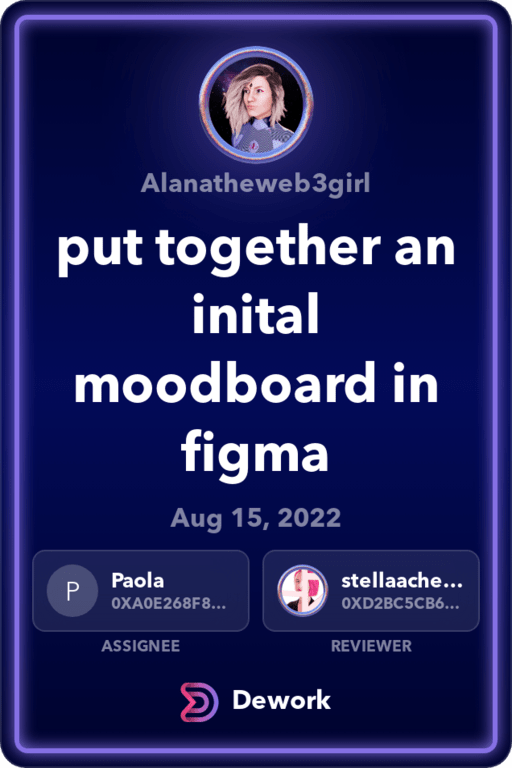 Alanatheweb3girl
put together an
inital
moodboard in
figma
Aug 15, 2022
P
Paola
0XA0E268F8...
ASSIGNEE
stellaache...
0XD2BC5CB6...
REVIEWER
Dework